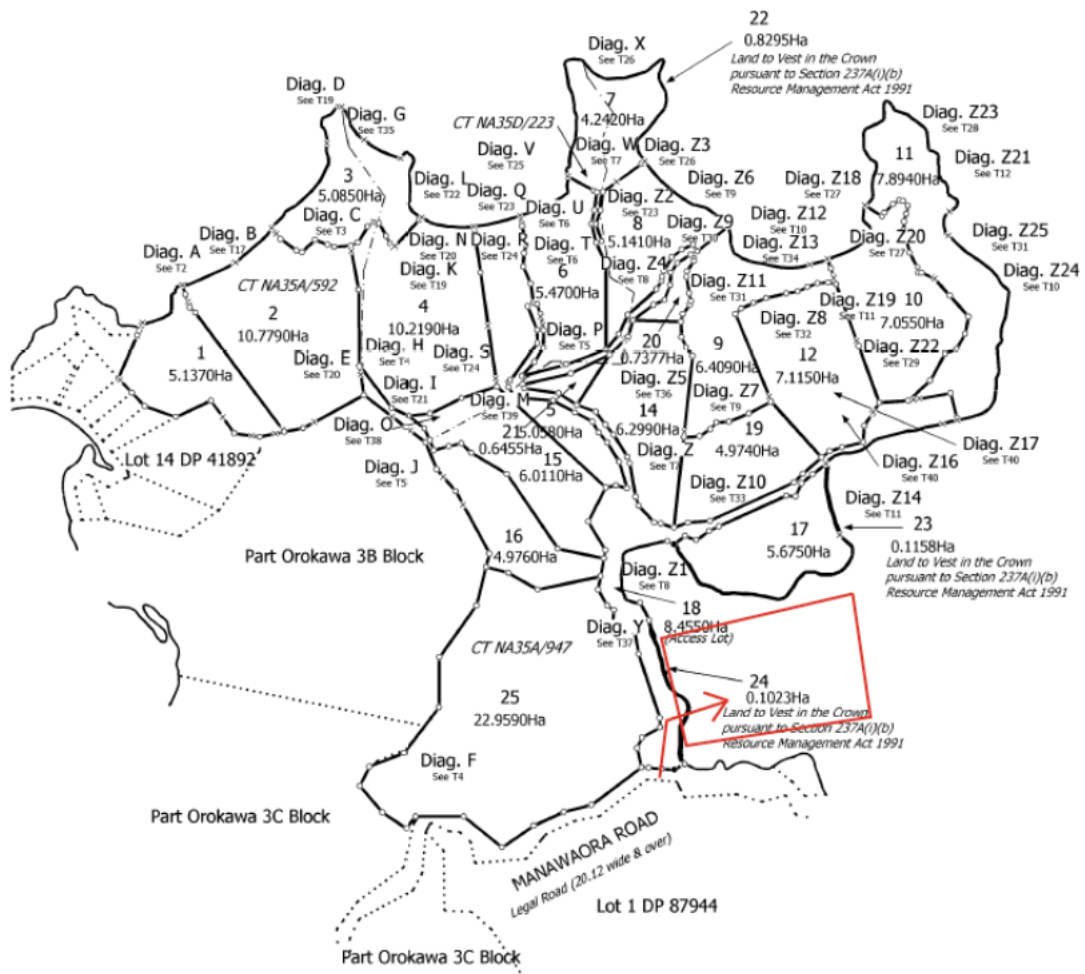 22
0.8295Ha
Land to Vest in the Crown
pursuant to Section 237A(i)(b)
Resource Management Act 1991
Diag. X
See T26
Diag. D
See T19
Diag. G
See T35
7
4.2420Ha
CT NA35D/223
Diag. Z23
See T28
Diag. V
See T25
Diag. W
See T7
Diag. Z3
See T26
11
7.8940Ha
Diag. Z21
See T12
3
5.0850Ha
Diag. L
See T22
Diag. Q
See T23
Diag. Z6
See T9
Diag. Z18
See T27
Diag. C
See T3
Diag. U
See T6
Diag. Z2
See T23
Diag. Z9
See T30
Diag. Z12
See T10
Diag. B
See T17
Diag. N
See T20
Diag. R
See T24
Diag. T
See T6
8
5.1410Ha
Diag. Z13
See T34
Diag. Z20
See T27
Diag. Z25
See T31
Diag. A
See T2
Diag. K
See T19
6
5.4700Ha
Diag. Z4
See T8
Diag. Z11
See T31
Diag. Z24
See T10
CT NA35A/592
2
10.7790Ha
4
10.2190Ha
Diag. Z19
See T11
10
7.0550Ha
Diag. P
See T5
Diag. Z8
See T32
1
5.1370Ha
Diag. E
See T20
Diag. H
See T4
Diag. S
See T24
20
0.7377Ha
9
6.4090Ha
12
7.1150Ha
Diag. Z22
See T29
Diag. I
See T21
Diag. M
See T39
Diag. Z5
See T36
Diag. Z7
See T9
Diag. O
See T38
5
5.0580Ha
21
0.6455Ha
14
6.2990Ha
19
4.9740Ha
Diag. Z17
See T40
Lot 14 DP 41892
Diag. J
See T5
15
6.0110Ha
Diag. Z
Diag. Z16
See T40
Diag. Z10
See T33
Diag. Z14
See T11
16
4.9760Ha
17
5.6750Ha
23
0.1158Ha
Land to Vest in the Crown
pursuant to Section 237A(i)(b)
Resource Management Act 1991
Part Orokawa 3B Block
Diag. Z1
See T8
18
8.4550Ha
(Access Lot)
Diag. Y
See T37
CT NA35A/947
25
22.9590Ha
24
0.1023Ha
Land to Vest in the Crown
pursuant to Section 237A(i)(b)
Resource Management Act 1991
Diag. F
See T4
Part Orokawa 3C Block
MANAWAORA ROAD
Legal Road (20.12 wide & over)
Lot 1 DP 87944
Part Orokawa 3C Block